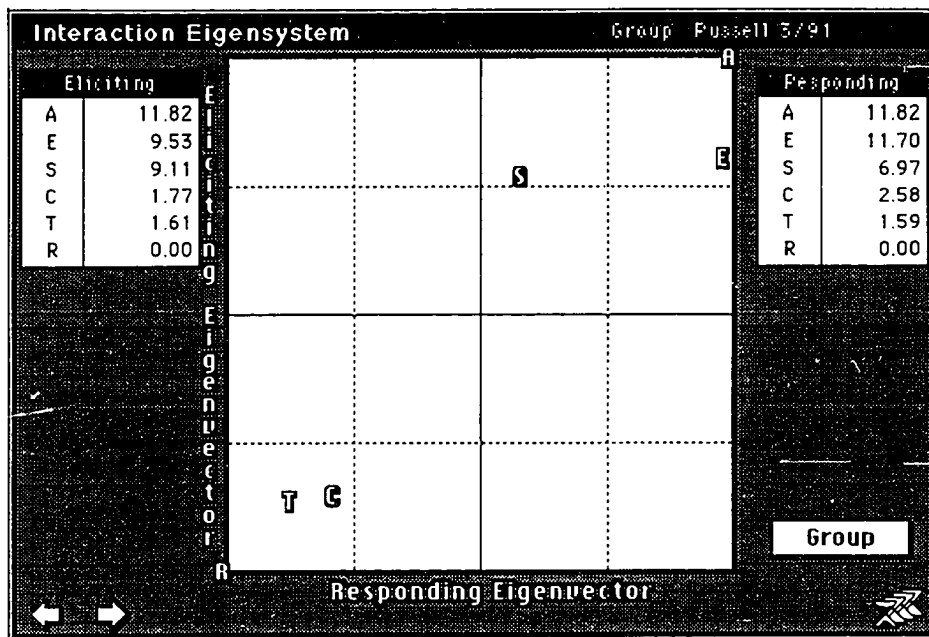 Interaction Eigensystem
Group Russell 3/91
Eliciting
A 11.82
E 9.53
S 9.11
C 1.77
T 1.61
R 0.00
Eliciting Eigenvector
A
E
S
T
C
R
Responding Eigenvector
Responding
A 11.82
E 11.70
S 6.97
C 2.58
T 1.59
R 0.00
Group